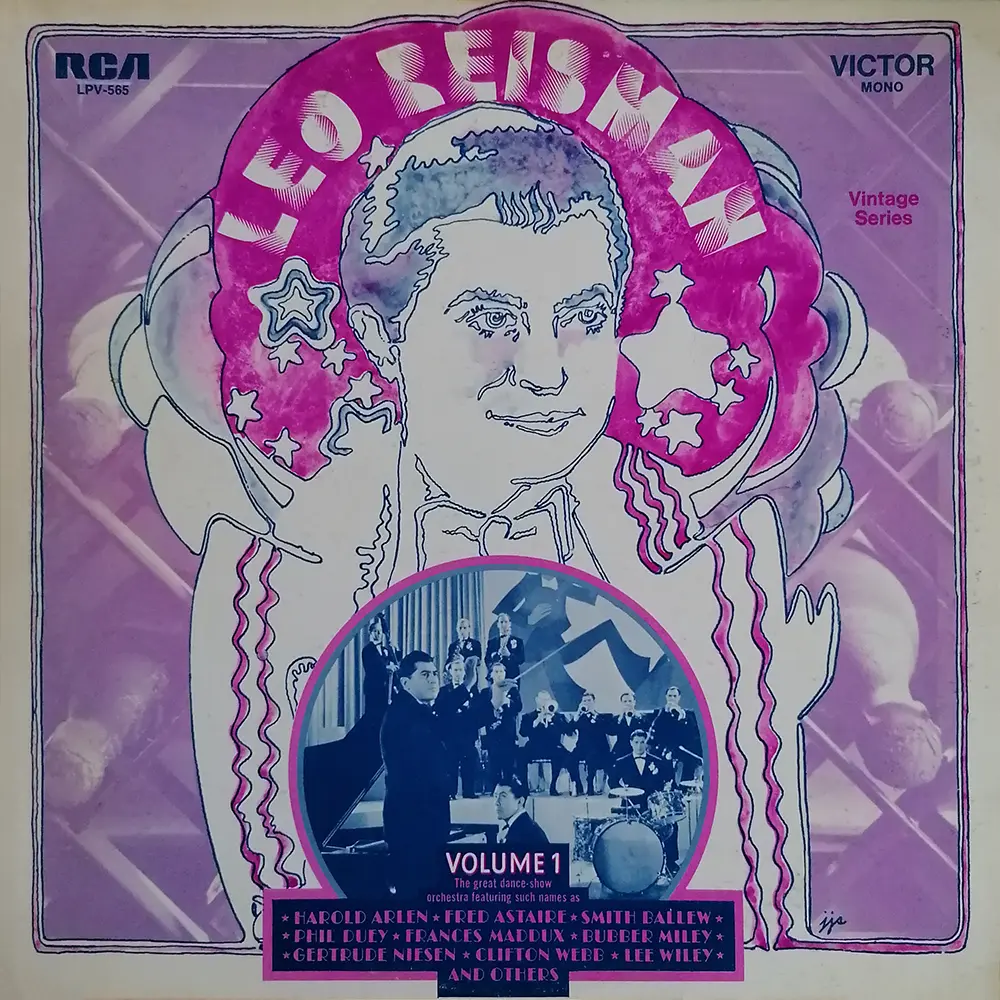 RCA
LPV-565
LEO REISMAN
VICTOR
MONO
Vintage
Series
VOLUME 1
The great dance-show
orchestra featuring such names as
★ HAROLD ARLEN ★ FRED ASTAIRE ★ SMITH BALLEW ★
★ PHIL DUEY ★ FRANCES MADDUX ★ BUBBER MILEY ★
★ GERTRUDE NIESEN ★ CLIFTON WEBB ★ LEE WILEY ★
AND OTHERS
jjs